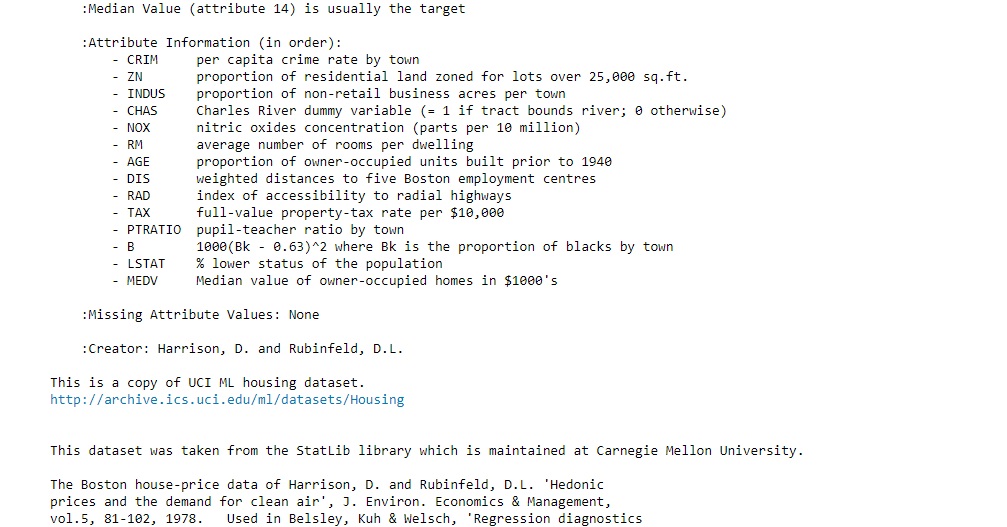 :Median Value (attribute 14) is usually the target
:Attribute Information (in order):
- CRIM     per capita crime rate by town
- ZN       proportion of residential land zoned for lots over 25,000 sq.ft.
- INDUS    proportion of non-retail business acres per town
- CHAS     Charles River dummy variable (= 1 if tract bounds river; 0 otherwise)
- NOX      nitric oxides concentration (parts per 10 million)
- RM       average number of rooms per dwelling
- AGE      proportion of owner-occupied units built prior to 1940
- DIS      weighted distances to five Boston employment centres
- RAD      index of accessibility to radial highways
- TAX      full-value property-tax rate per $10,000
- PTRATIO  pupil-teacher ratio by town
- B        1000(Bk - 0.63)^2 where Bk is the proportion of blacks by town
- LSTAT    % lower status of the population
- MEDV     Median value of owner-occupied homes in $1000's
:Missing Attribute Values: None
:Creator: Harrison, D. and Rubinfeld, D.L.
This is a copy of UCI ML housing dataset.
http://archive.ics.uci.edu/ml/datasets/Housing
This dataset was taken from the StatLib library which is maintained at Carnegie Mellon University.
The Boston house-price data of Harrison, D. and Rubinfeld, D.L. 'Hedonic
prices and the demand for clean air', J. Environ. Economics & Management,
vol.5, 81-102, 1978.   Used in Belsley, Kuh & Welsch, 'Regression diagnostics